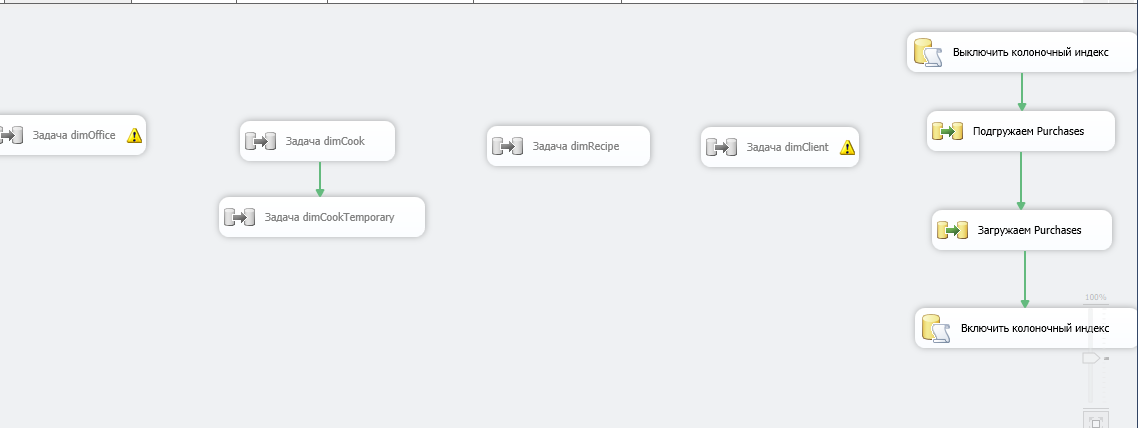 Выключить колоночный индекс
Подгружаем Purchases
Задача dimOffice
Задача dimCook
Задача dimRecipe
Задача dimClient
Задача dimCookTemporary
Загружаем Purchases
100%
Включить колоночный индекс